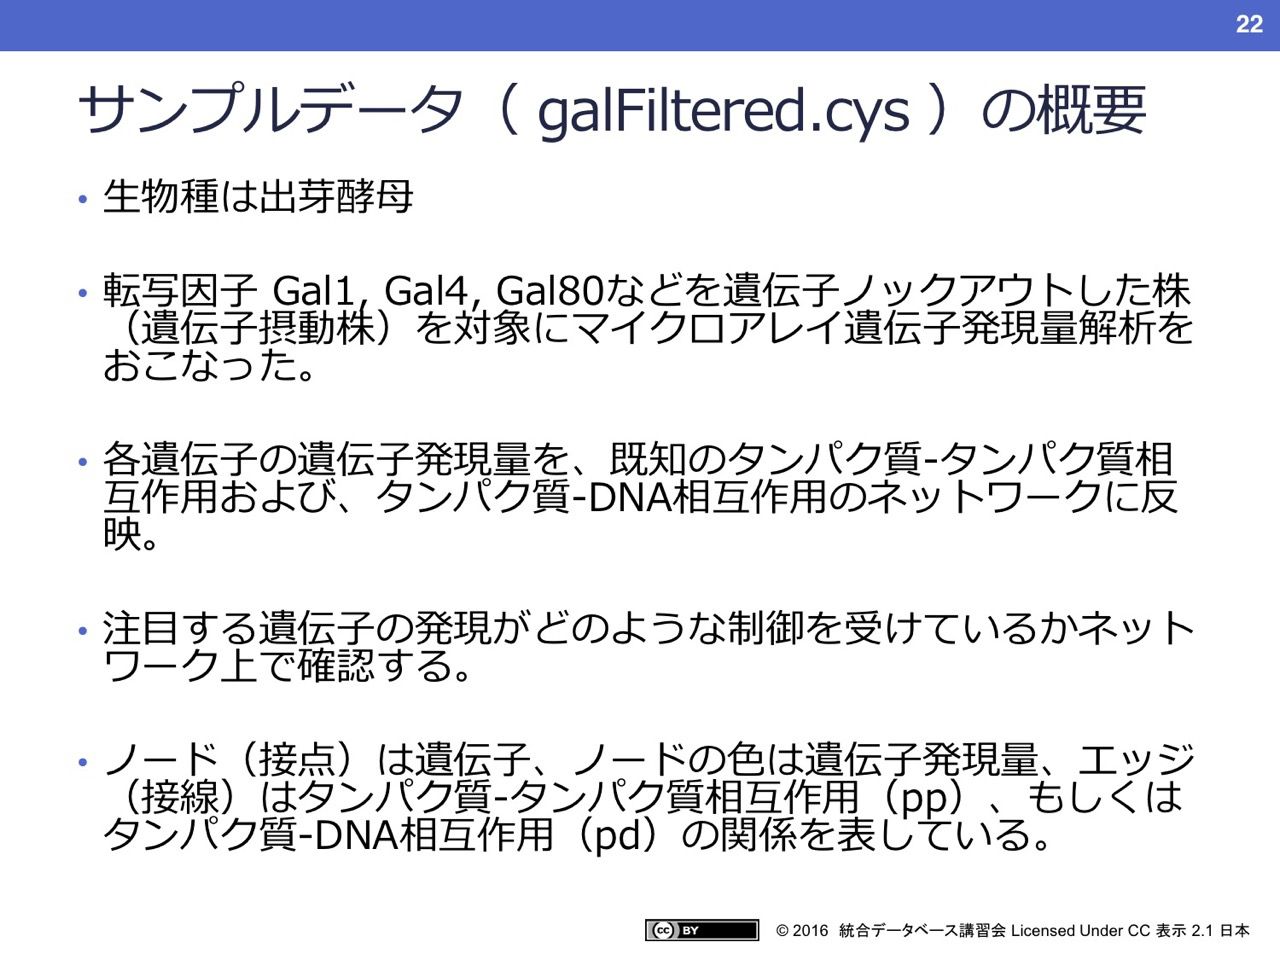 22
サンプルデータ（ galFiltered.cys ）の概要
• 生物種は出芽酵母
• 転写因子 Gal1, Gal4, Gal80などを遺伝子ノックアウトした株
（遺伝子摂動株）を対象にマイクロアレイ遺伝子発現量解析を
おこなった。
• 各遺伝子の遺伝子発現量を、既知のタンパク質-タンパク質相
互作用および、タンパク質-DNA相互作用のネットワークに反
映。
• 注目する遺伝子の発現がどのような制御を受けているかネット
ワーク上で確認する。
• ノード（接点）は遺伝子、ノードの色は遺伝子発現量、エッジ
（接線）はタンパク質-タンパク質相互作用（pp）、もしくは
タンパク質-DNA相互作用（pd）の関係を表している。
cc BY © 2016 統合データベース講習会 Licensed Under CC 表示 2.1 日本